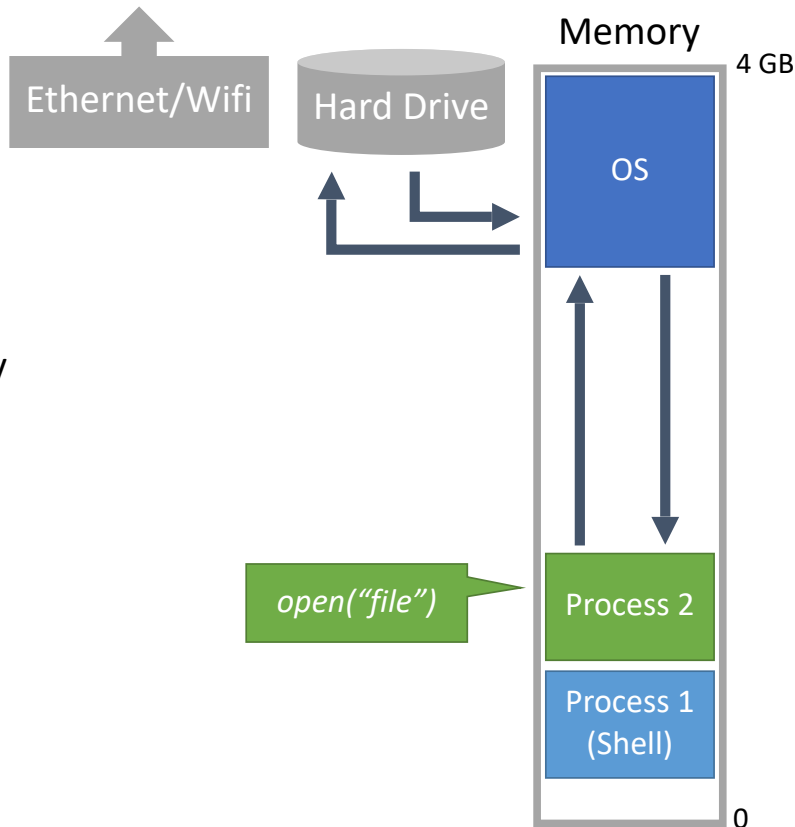 Memory
4 GB
Ethernet/Wifi
Hard Drive
OS
y
open(“file”)
Process 2
Process 1
(Shell)
0